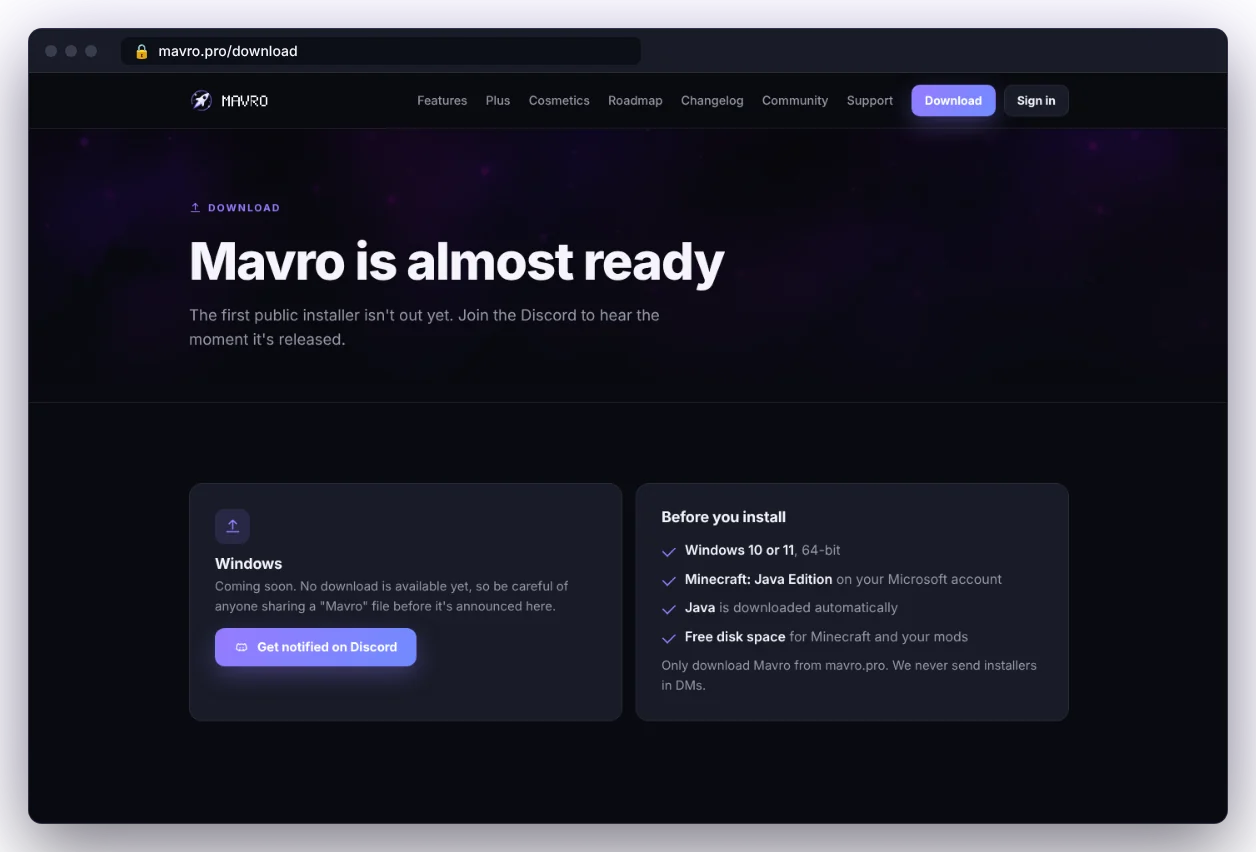 mavro.pro/download
MAVRO
Features Plus Cosmetics Roadmap Changelog Community Support Download Sign in
DOWNLOAD
Mavro is almost ready
The first public installer isn't out yet. Join the Discord to hear the
moment it's released.
Windows
Coming soon. No download is available yet, so be careful of
anyone sharing a "Mavro" file before it's announced here.
Get notified on Discord
Before you install
Windows 10 or 11, 64-bit
Minecraft: Java Edition on your Microsoft account
Java is downloaded automatically
Free disk space for Minecraft and your mods
Only download Mavro from mavro.pro. We never send installers
in DMs.